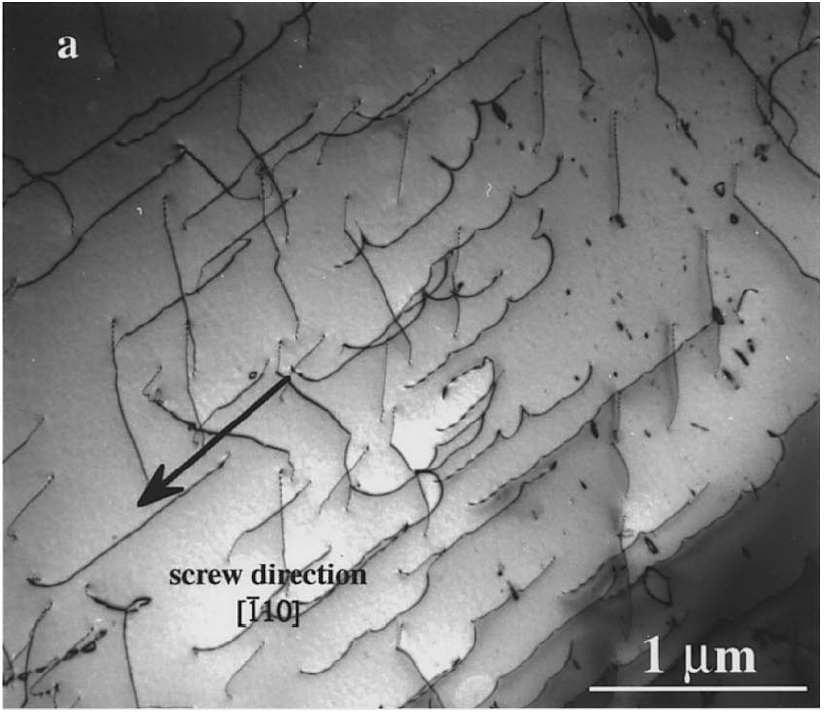 a
screw direction
[1̄10]
1 μm